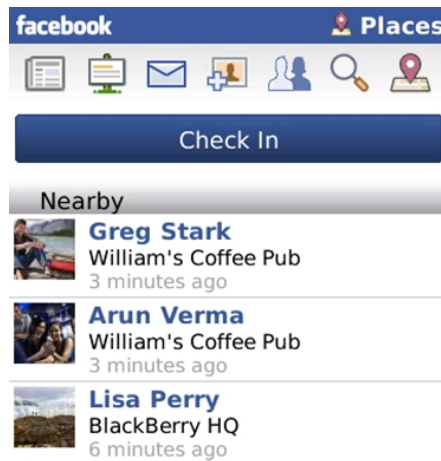 facebook Places
Check In
Nearby
Greg Stark
William's Coffee Pub
3 minutes ago
Arun Verma
William's Coffee Pub
3 minutes ago
Lisa Perry
BlackBerry HQ
6 minutes ago